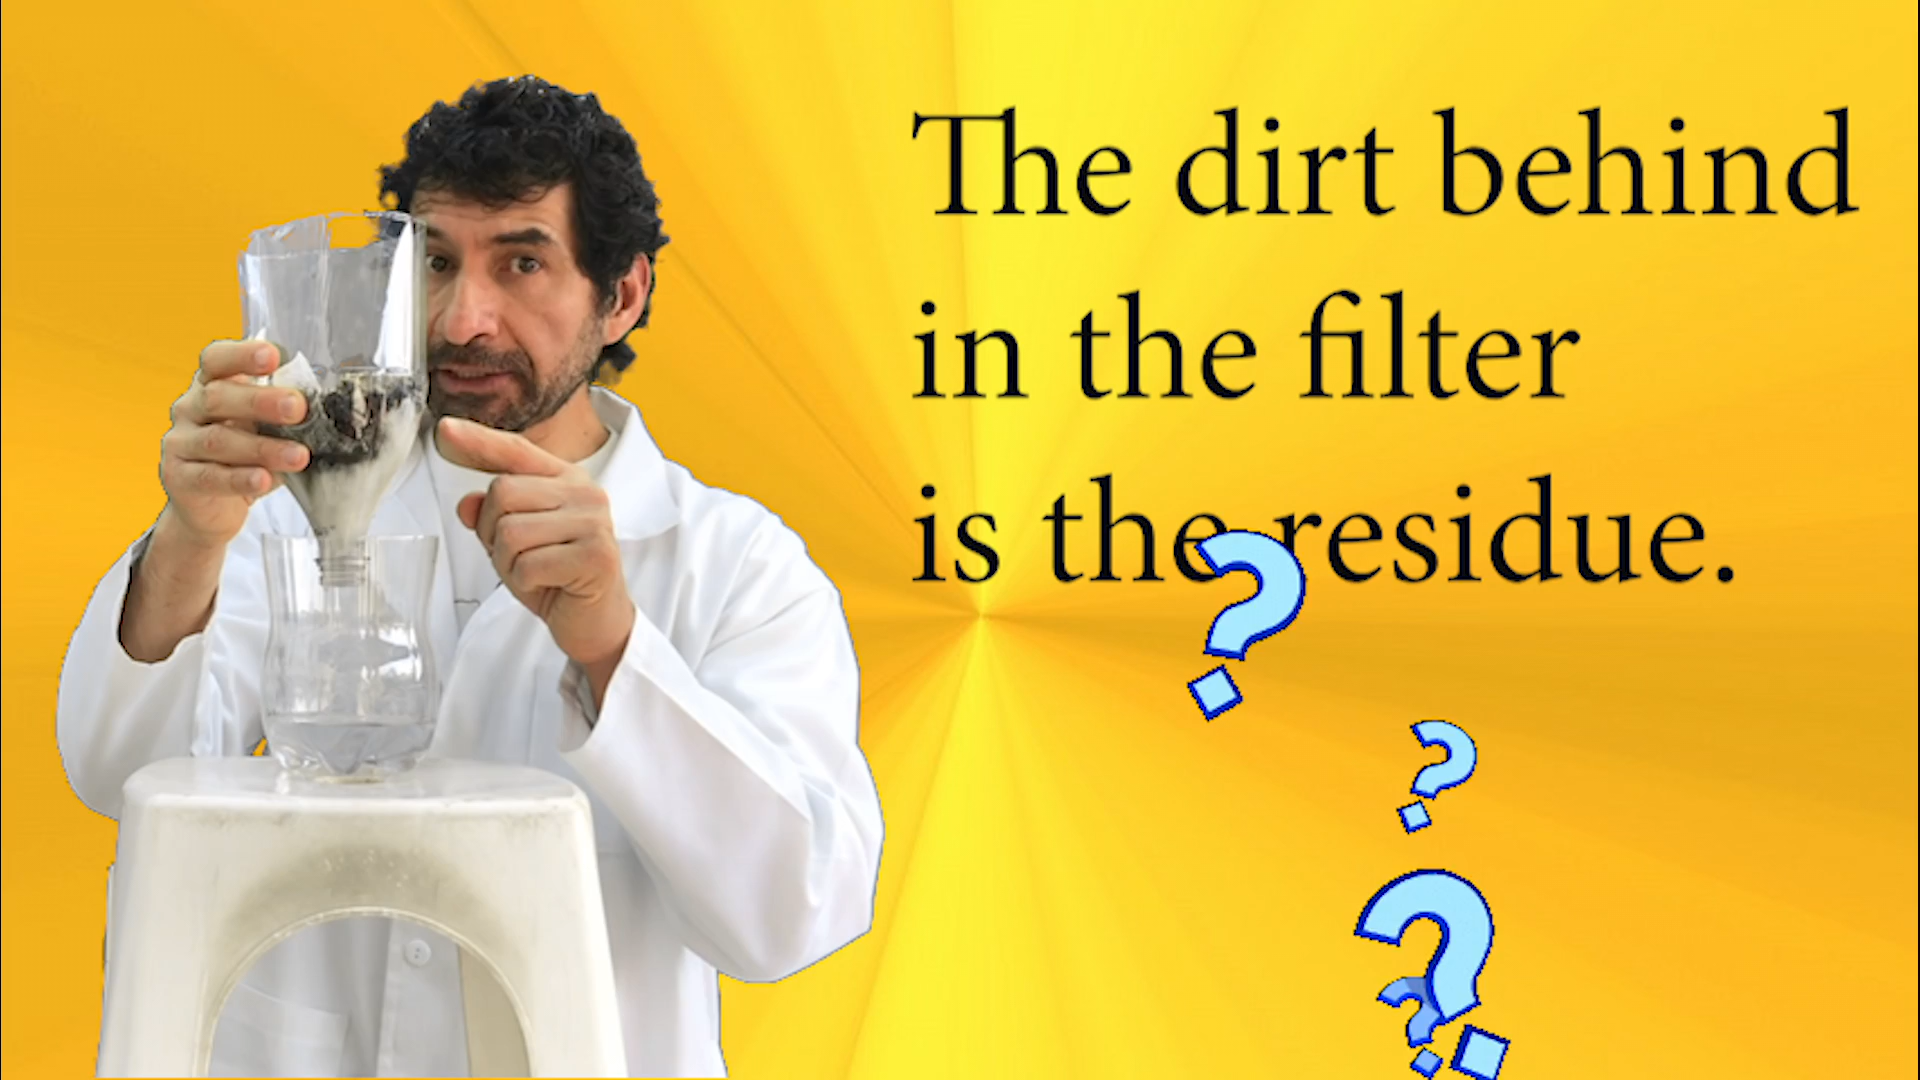 The dirt behind
in the filter
is the residue.
?
?
?
?